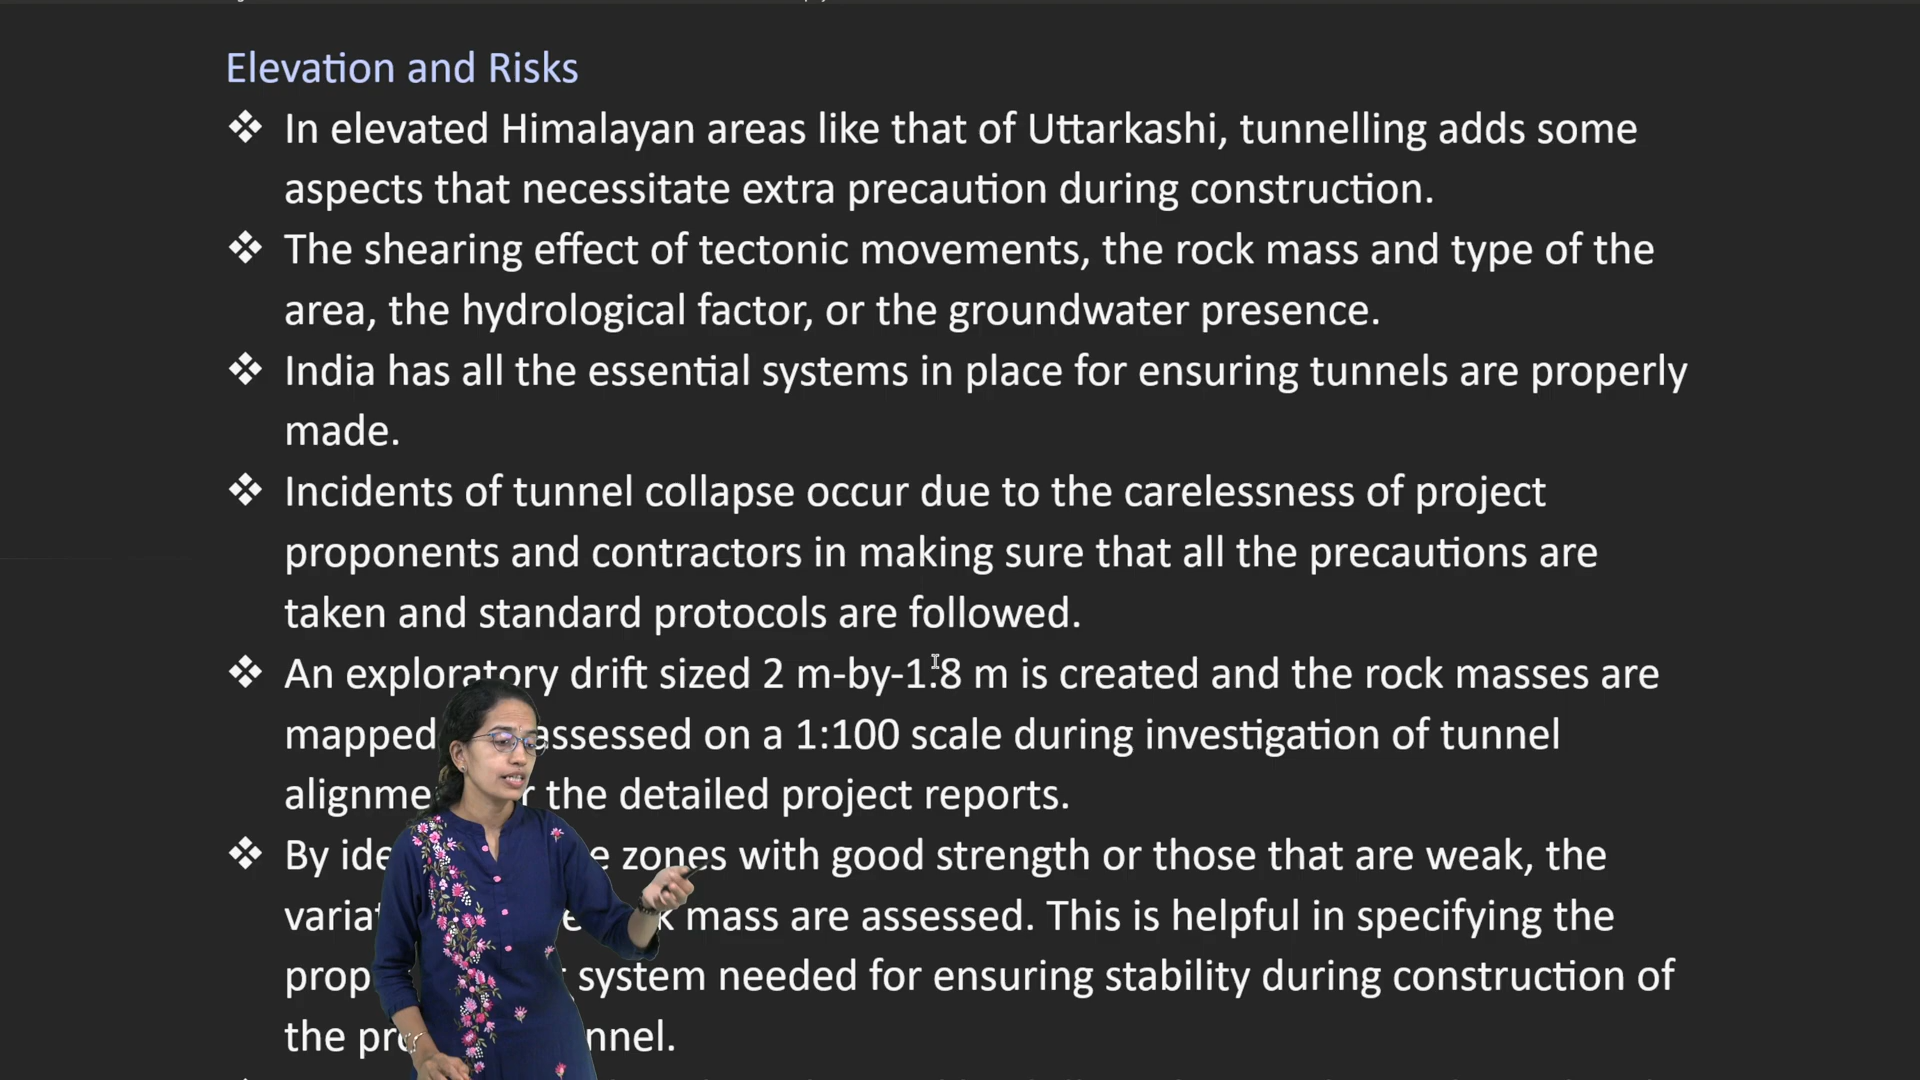 Elevation and Risks
❖ In elevated Himalayan areas like that of Uttarkashi, tunnelling adds some
aspects that necessitate extra precaution during construction.
❖ The shearing effect of tectonic movements, the rock mass and type of the
area, the hydrological factor, or the groundwater presence.
❖ India has all the essential systems in place for ensuring tunnels are properly
made.
❖ Incidents of tunnel collapse occur due to the carelessness of project
proponents and contractors in making sure that all the precautions are
taken and standard protocols are followed.
❖ An exploratory drift sized 2 m-by-1.8 m is created and the rock masses are
mapped assessed on a 1:100 scale during investigation of tunnel
the detailed project reports.
❖ By zones with good strength or those that are weak, the
mass are assessed. This is helpful in specifying the
system needed for ensuring stability during construction of
the